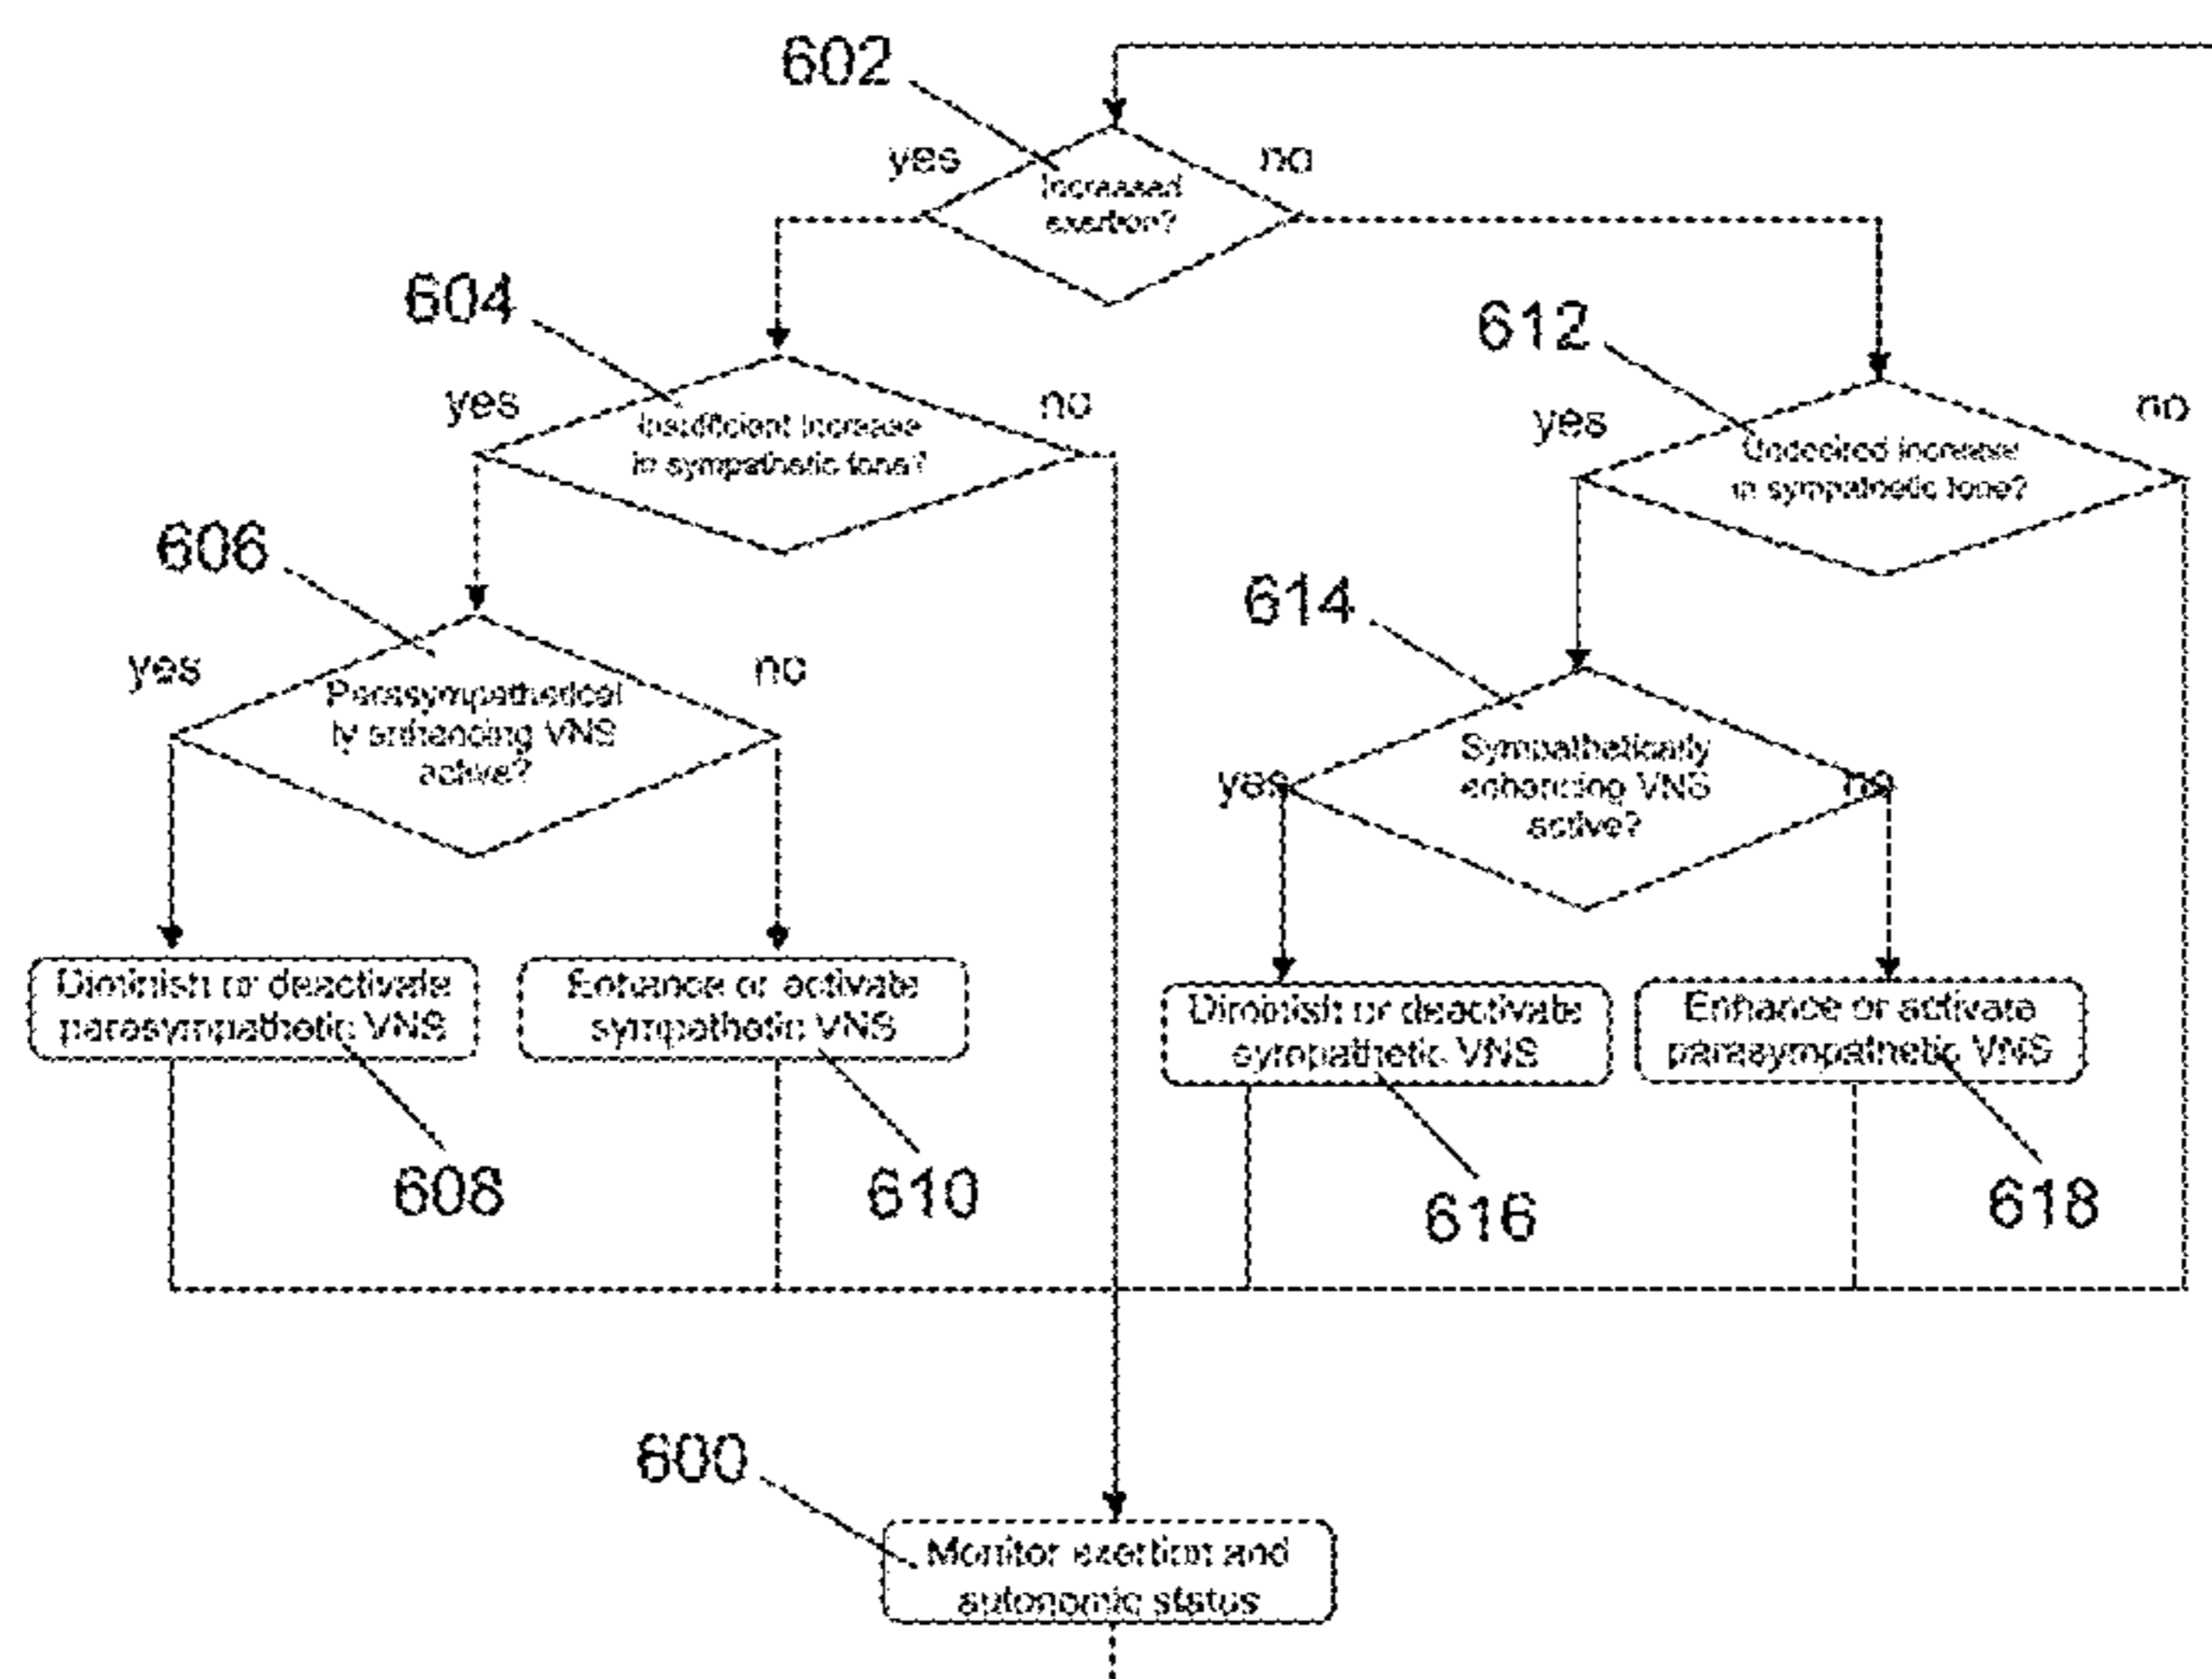 602
yes
no
Increased
exertion?
604
612
yes
no
Insufficient increase
in sympathetic tone?
yes
no
Undesired increase
in sympathetic tone?
606
614
yes
no
Parasympathetical
ly enhancing VNS
active?
yes
no
Sympathetically
enhancing VNS
active?
Diminish or deactivate
parasympathetic VNS
Enhance or activate
sympathetic VNS
Diminish or deactivate
sympathetic VNS
Enhance or activate
parasympathetic VNS
608
610
616
618
600
Monitor exertion and
autonomic status